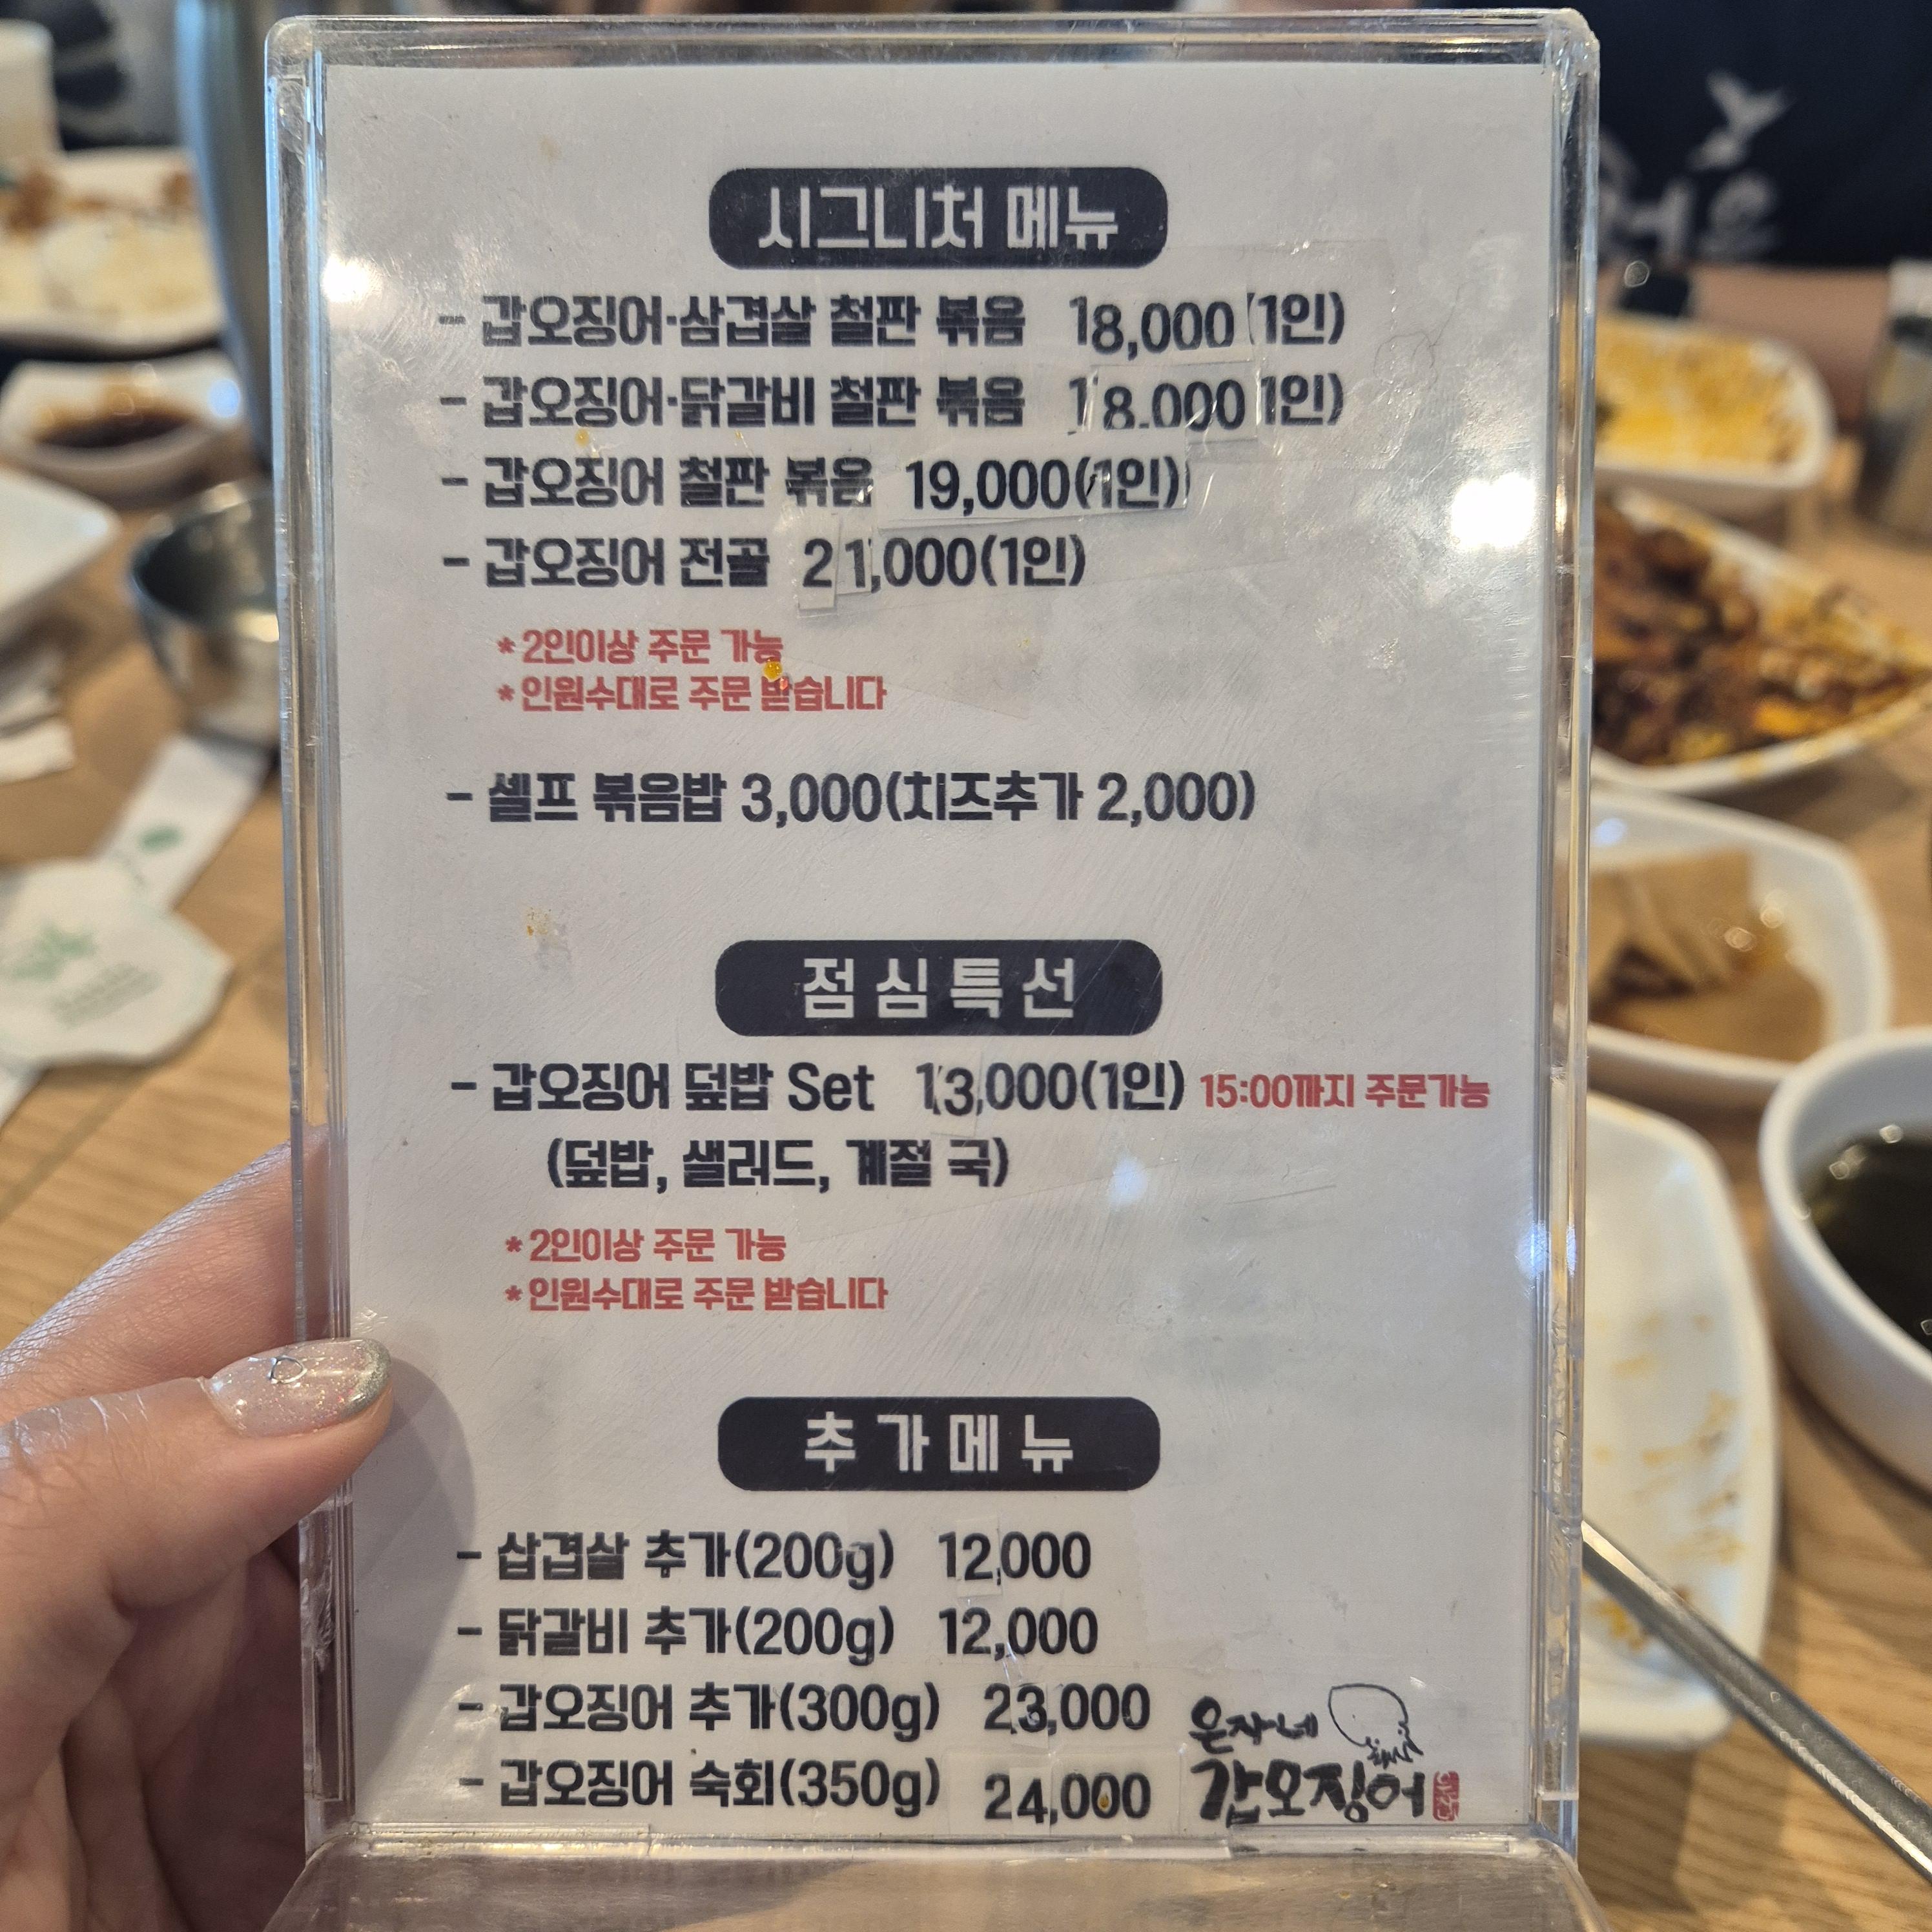 시그니처 메뉴
- 갑오징어·삼겹살 철판 볶음 18,000(1인)
- 갑오징어·닭갈비 철판 볶음 18.000 1인)
- 갑오징어 철판 볶음 19,000(1인)
- 갑오징어 전골 21,000(1인)
* 2인이상 주문 가능
* 인원수대로 주문 받습니다
- 셀프 볶음밥 3,000(치즈추가 2,000)
점심특선
- 갑오징어 덮밥 Set 13,000(1인) 15:00까지 주문가능
(덮밥, 샐러드, 계절 국)
* 2인이상 주문 가능
* 인원수대로 주문 받습니다
추가메뉴
- 삼겹살 추가(200g) 12,000
- 닭갈비 추가(200g) 12,000
- 갑오징어 추가(300g) 23,000
- 갑오징어 숙회(350g) 24,000
은자네
갑오징어